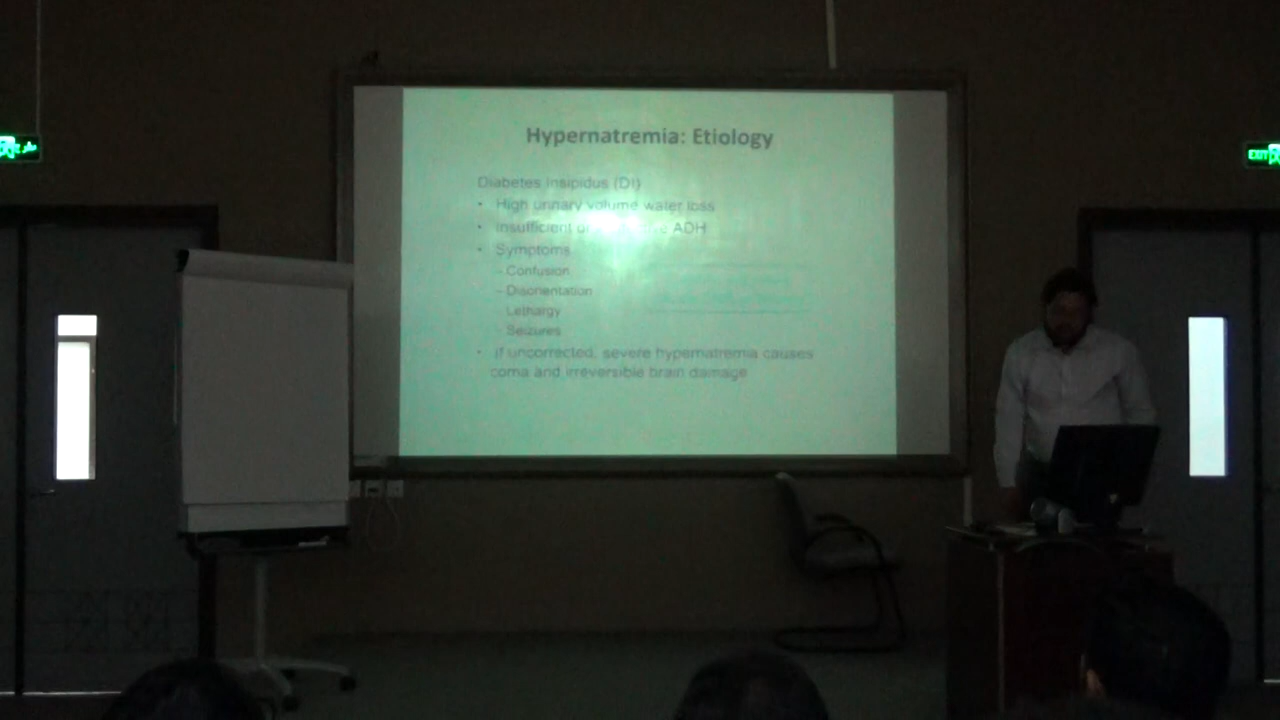 Hypernatremia: Etiology
Diabetes Insipidus (DI)
• High urinary volume water loss
• Insufficient ADH
• Symptoms
– Confusion
– Disorientation
Lethargy
– Seizures
• If uncorrected, severe hypernatremia causes
coma and irreversible brain damage
EXIT